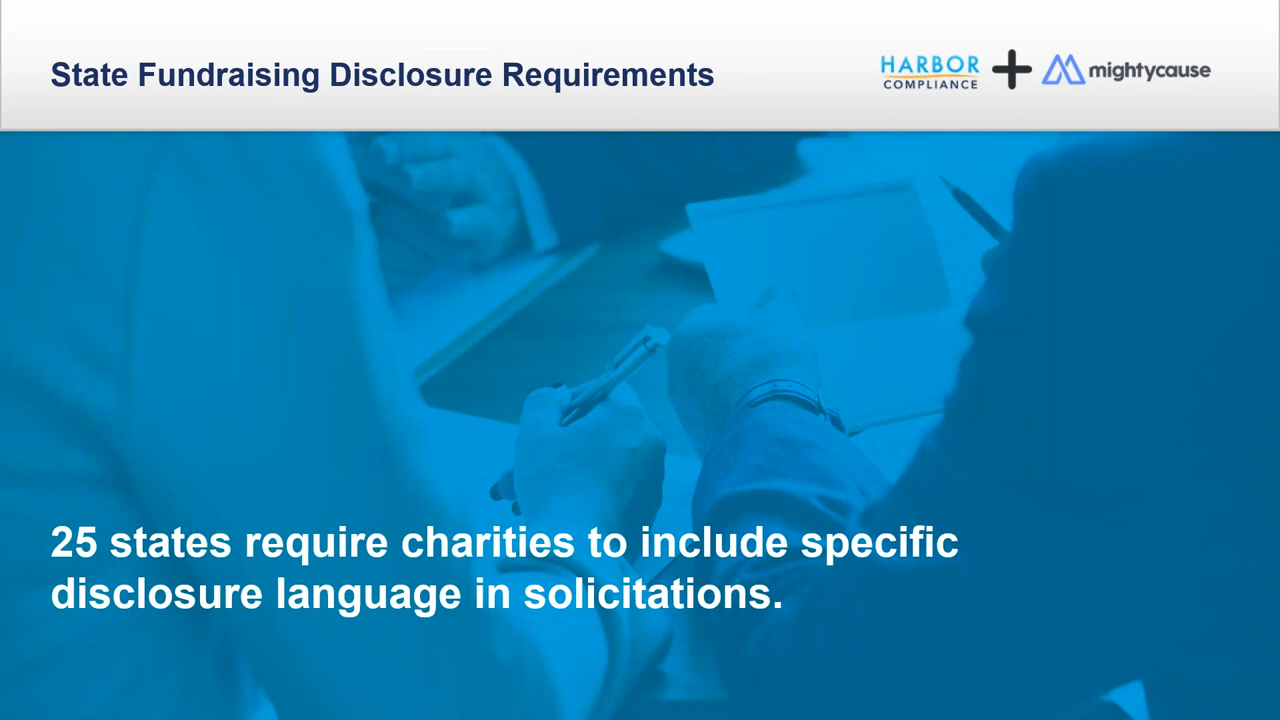 State Fundraising Disclosure Requirements
HARBOR
COMPLIANCE
mightycause
25 states require charities to include specific
disclosure language in solicitations.